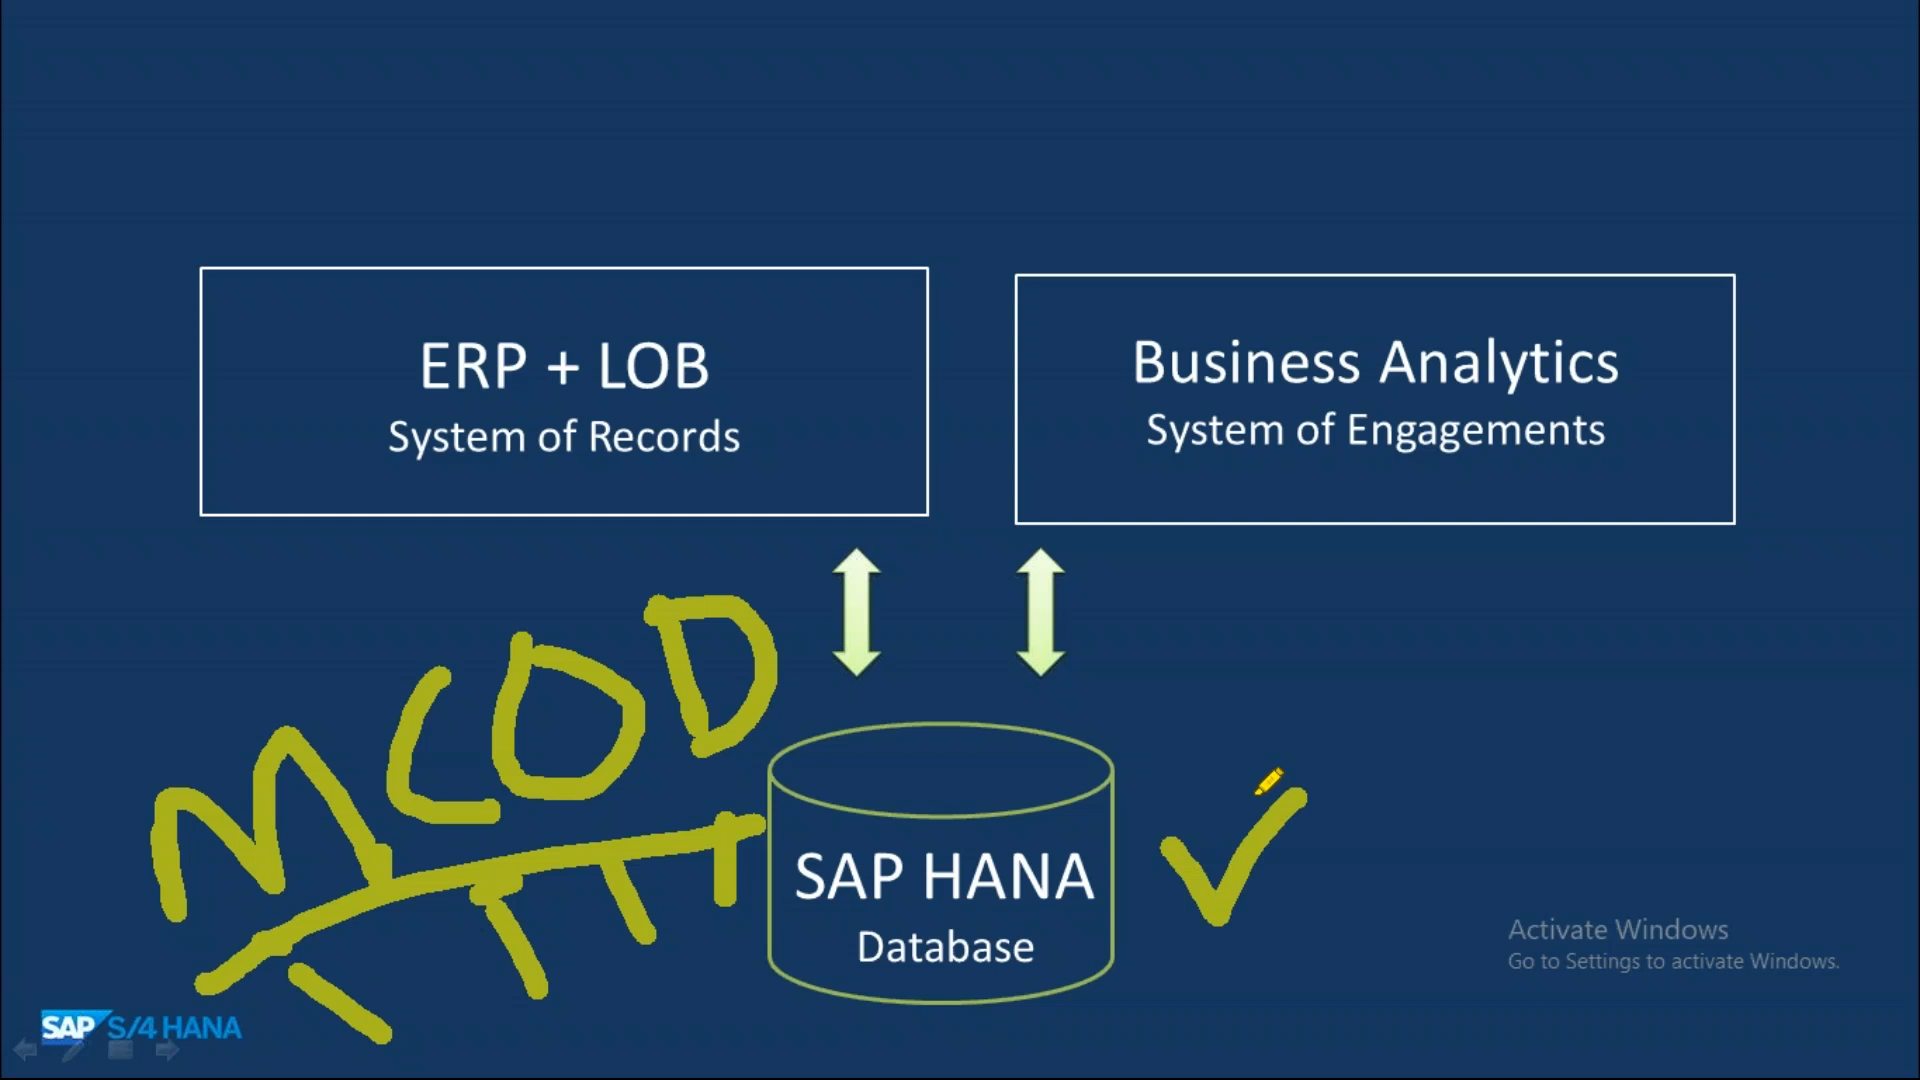 ERP + LOB
System of Records
Business Analytics
System of Engagements
MCOD
SAP HANA
Database
Activate Windows
Go to Settings to activate Windows.
SAP S/4 HANA